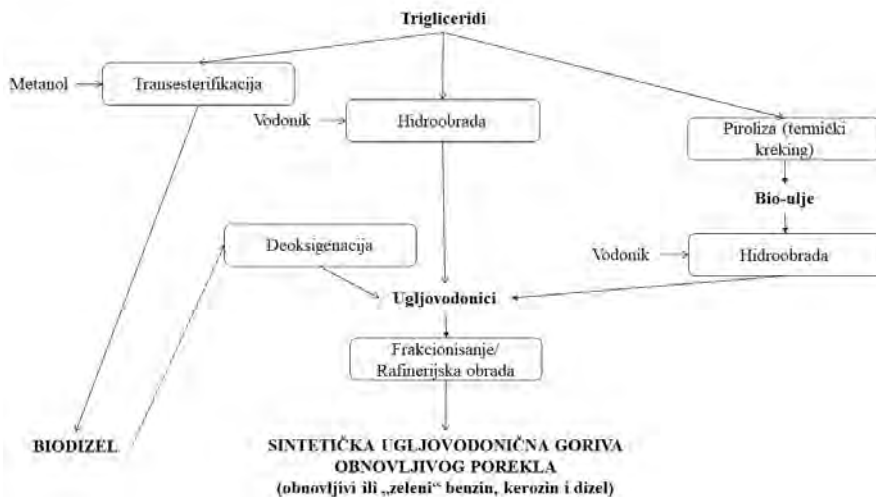 Trigliceridi
Metanol
Transesterifikacija
Vodonik
Hidroobrada
Piroliza (termički
kreking)
Bio-ulje
Deoksigenacija
Vodonik
Hidroobrada
Ugljovodonici
Frakcionisanje/
Rafinerijska obrada
BIODIZEL
SINTETIČKA UGLJOVODONIČNA GORIVA
OBNOVLJIVOG POREKLA
(obnovljivi ili „zeleni“ benzin, kerozin i dizel)